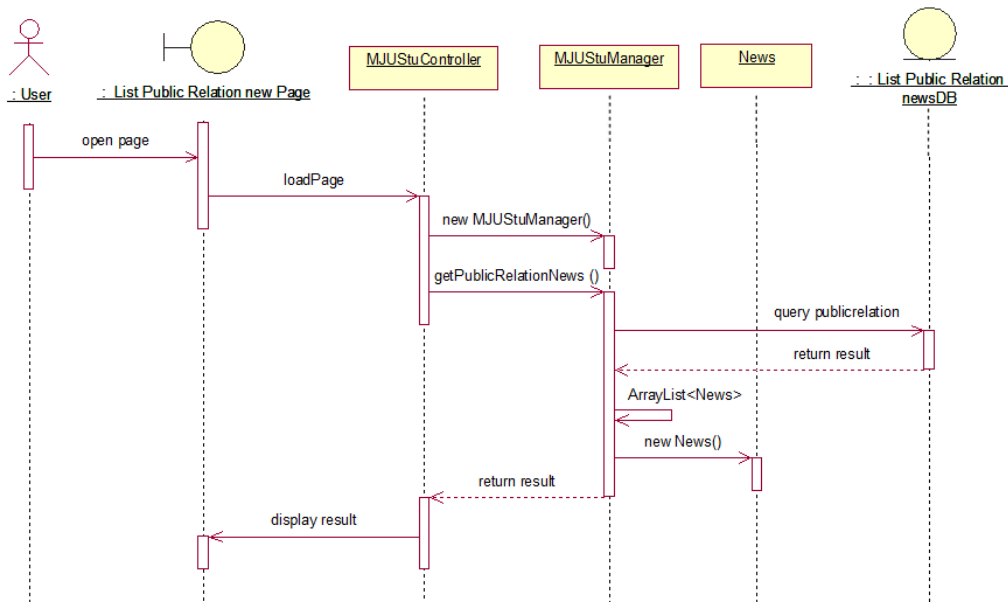 MJUStuController
MJUStuManager
News
: User
: List Public Relation new Page
: : List Public Relation
newsDB
open page
loadPage
new MJUStuManager()
getPublicRelationNews ()
query publicrelation
return result
ArrayList<News>
new News()
return result
display result